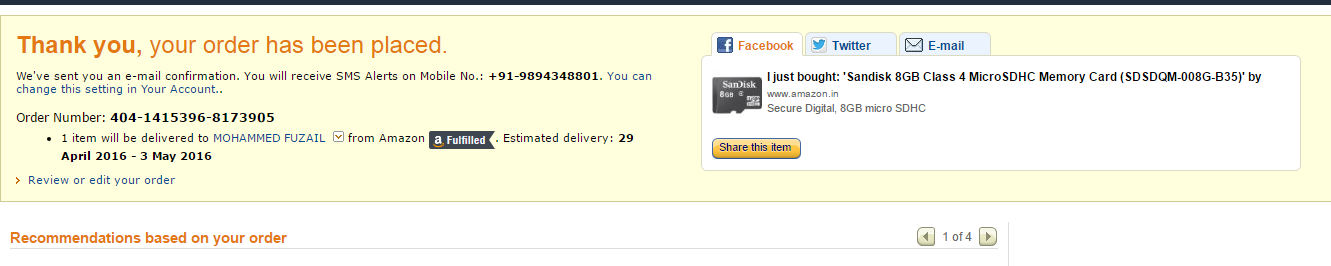 Thank you, your order has been placed.
We've sent you an e-mail confirmation. You will receive SMS Alerts on Mobile No.: +91-9894348801. You can
change this setting in Your Account..
Order Number: 404-1415396-8173905
• 1 item will be delivered to MOHAMMED FUZAIL from Amazon a Fulfilled. Estimated delivery: 29
April 2016 - 3 May 2016
Review or edit your order
Facebook
Twitter
E-mail
SanDisk
8GB 4
Micro SDHC
I just bought: 'Sandisk 8GB Class 4 MicroSDHC Memory Card (SDSDQM-008G-B35)' by
www.amazon.in
Secure Digital, 8GB micro SDHC
Share this item
Recommendations based on your order
1 of 4